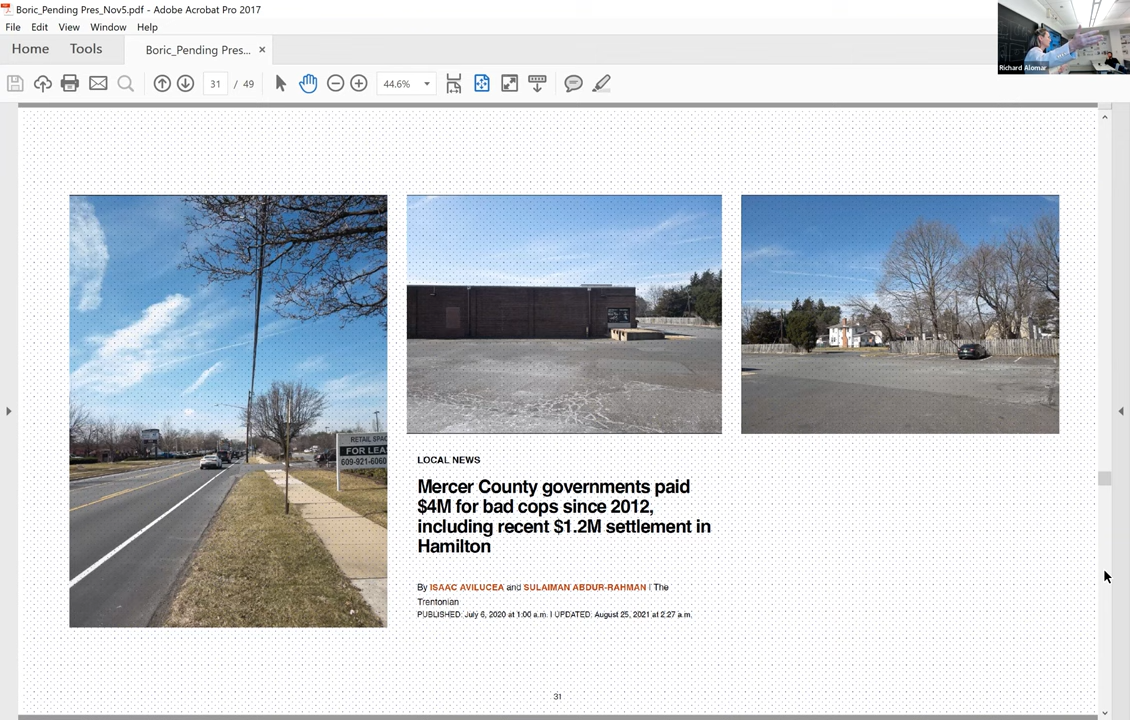 Boric_Pending Pres_Nov5.pdf - Adobe Acrobat Pro 2017
File Edit View Window Help
Home Tools Boric_Pending Pres... ×
31 / 49 44.6%
Richard Alomar
RETAIL SPAC
FOR LEA
609-921-6060
LOCAL NEWS
Mercer County governments paid
$4M for bad cops since 2012,
including recent $1.2M settlement in
Hamilton
By ISAAC AVILUCEA and SULAIMAN ABDUR-RAHMAN | The
Trentonian
PUBLISHED: July 6, 2020 at 1:00 a.m. | UPDATED: August 25, 2021 at 2:27 a.m.
31